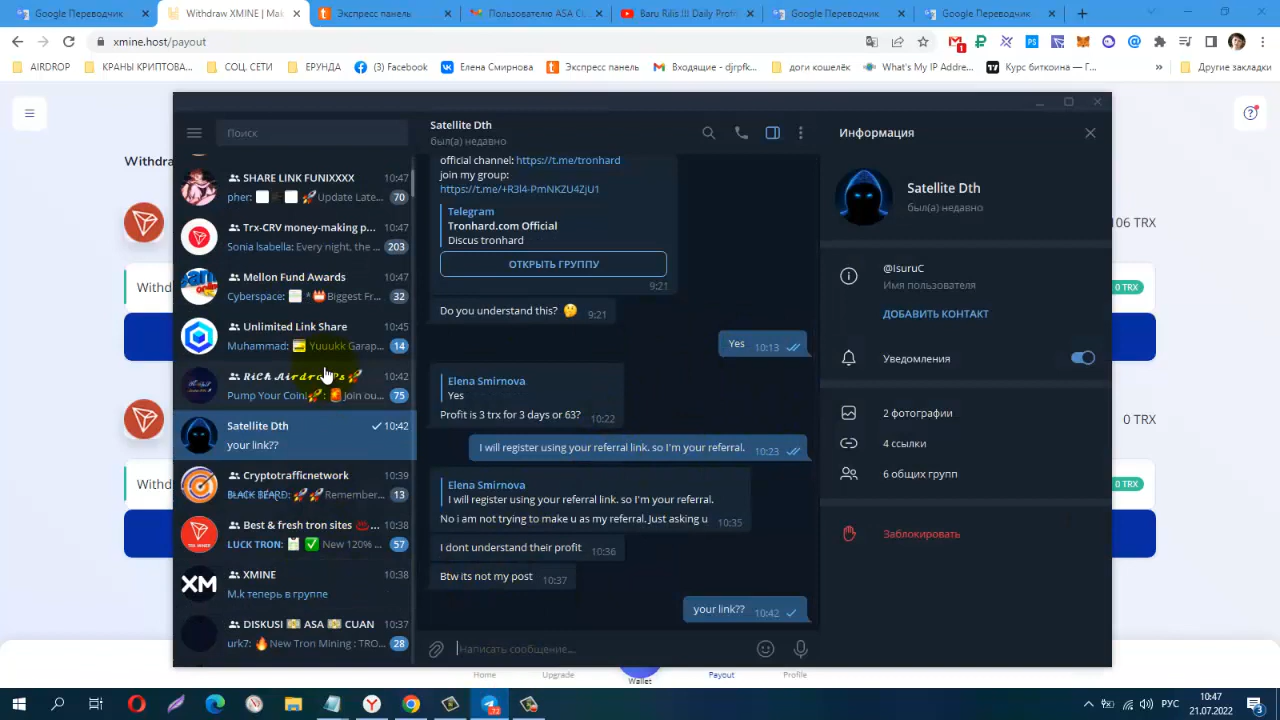 Google Переводчик
Withdraw XMINE | Mak
Экспресс панель
Пользователю ASA Cu
Baru Rilis.!!! Daily Profi
Google Переводчик
Google Переводчик
xmine.host/payout
1
AIRDROP
КРАНЫ КРИПТОВА...
СОЦ. СЕТИ
ЕРУНДА
(3) Facebook
Елена Смирнова
Экспресс панель
Входящие - djrpfk...
доги кошелёк
What's My IP Addre...
Курс биткоина — Г...
»
Другие закладки
Withdraw
106 TRX
Withd
0 TRX
0 TRX
Withd
0 TRX
Home
Upgrade
Wallet
Payout
Profile
Поиск
SHARE LINK FUNIXXXX 10:47
pher: 🚀Update Late... 70
Trx-CRV money-making p... 10:47
Sonia Isabella: Every night, the ... 203
Mellon Fund Awards 10:47
Cyberspace: Biggest Fr... 32
Unlimited Link Share 10:45
Muhammad: Yuuukk Garap... 14
RiCh AirdroPs🚀 10:42
Pump Your Coin!🚀: Join ou... 75
Satellite Dth 10:42
your link??
Cryptotrafficnetwork 10:39
BLACK BEARD: 🚀🚀 Remember... 13
Best & fresh tron sites ♨... 10:38
LUCK TRON: ✅ New 120% ... 57
XM
XMINE 10:38
M.k теперь в группе
DISKUSI 💵 ASA 💵 CUAN 10:37
urk7: 🔥New Tron Mining : TRO... 28
Satellite Dth
был(а) недавно
official channel: https://t.me/tronhard
join my group:
https://t.me/+R3l4-PmNKZU4ZjU1
Telegram
Tronhard.com Official
Discus tronhard
ОТКРЫТЬ ГРУППУ
9:21
Do you understand this? 🤔 9:21
Yes 10:13
Elena Smirnova
Yes
Profit is 3 trx for 3 days or 63? 10:22
I will register using your referral link. so I'm your referral. 10:23
Elena Smirnova
I will register using your referral link. so I'm your referral.
No i am not trying to make u as my referral. Just asking u 10:35
I dont understand their profit 10:36
Btw its not my post 10:37
your link?? 10:42
Написать сообщение...
Информация
Satellite Dth
был(а) недавно
@IsuruC
Имя пользователя
ДОБАВИТЬ КОНТАКТ
Уведомления
2 фотографии
4 ссылки
6 общих групп
Заблокировать
РУС
10:47
21.07.2022
3